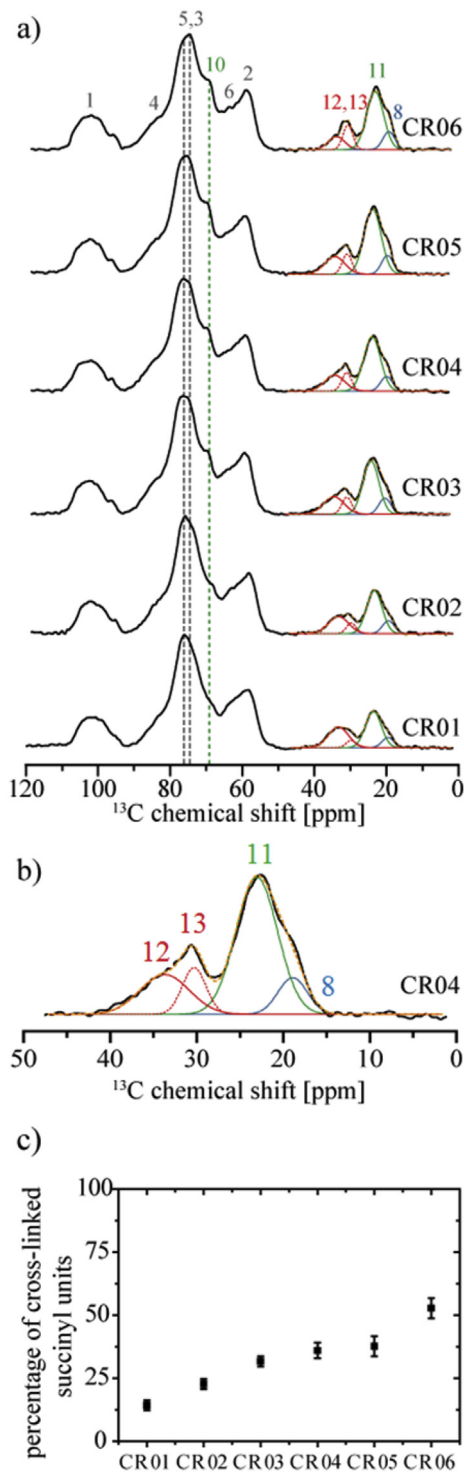 a)
5,3
10
1
4
6
2
11
12,13
8
CR06
CR05
CR04
CR03
CR02
CR01
120 100 80 60 40 20 0
13C chemical shift [ppm]
b)
11
13
12
8
CR04
50 40 30 20 10 0
13C chemical shift [ppm]
c)
percentage of cross-linked
succinyl units
100
75
50
25
0
CR01 CR02 CR03 CR04 CR05 CR06